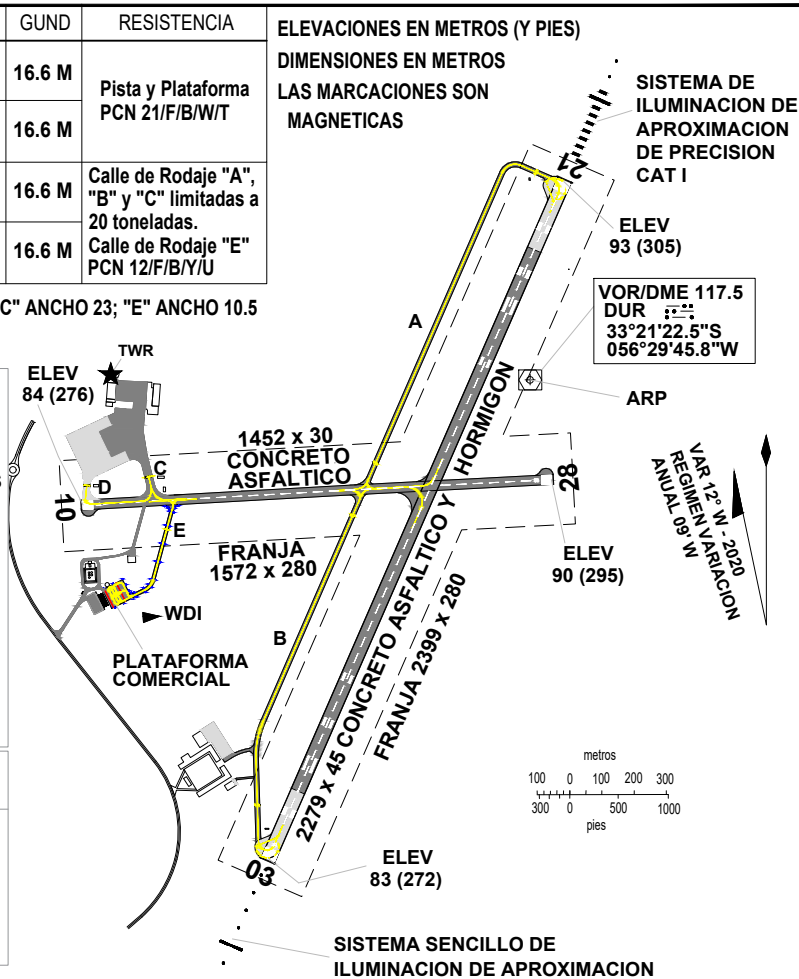 GUND
RESISTENCIA
16.6 M
Pista y Plataforma
PCN 21/F/B/W/T
16.6 M
16.6 M
Calle de Rodaje "A",
"B" y "C" limitadas a
20 toneladas.
16.6 M
Calle de Rodaje "E"
PCN 12/F/B/Y/U
C" ANCHO 23; "E" ANCHO 10.5
ELEVACIONES EN METROS (Y PIES)
DIMENSIONES EN METROS
LAS MARCACIONES SON
MAGNETICAS
SISTEMA DE
ILUMINACION DE
APROXIMACION
DE PRECISION
CAT I
21
ELEV
93 (305)
VOR/DME 117.5
DUR
33°21'22.5"S
056°29'45.8"W
ARP
A
TWR
ELEV
84 (276)
1452 x 30
CONCRETO
ASFALTICO
C
D
10
E
28
ELEV
90 (295)
FRANJA
1572 x 280
WDI
B
PLATAFORMA
COMERCIAL
2279 x 45 CONCRETO ASFALTICO Y HORMIGON
FRANJA 2399 x 280
VAR 12° W - 2020
REGIMEN VARIACION
ANUAL 09' W
metros
100 0 100 200 300
300 0 500 1000
pies
03
ELEV
83 (272)
SISTEMA SENCILLO DE
ILUMINACION DE APROXIMACION